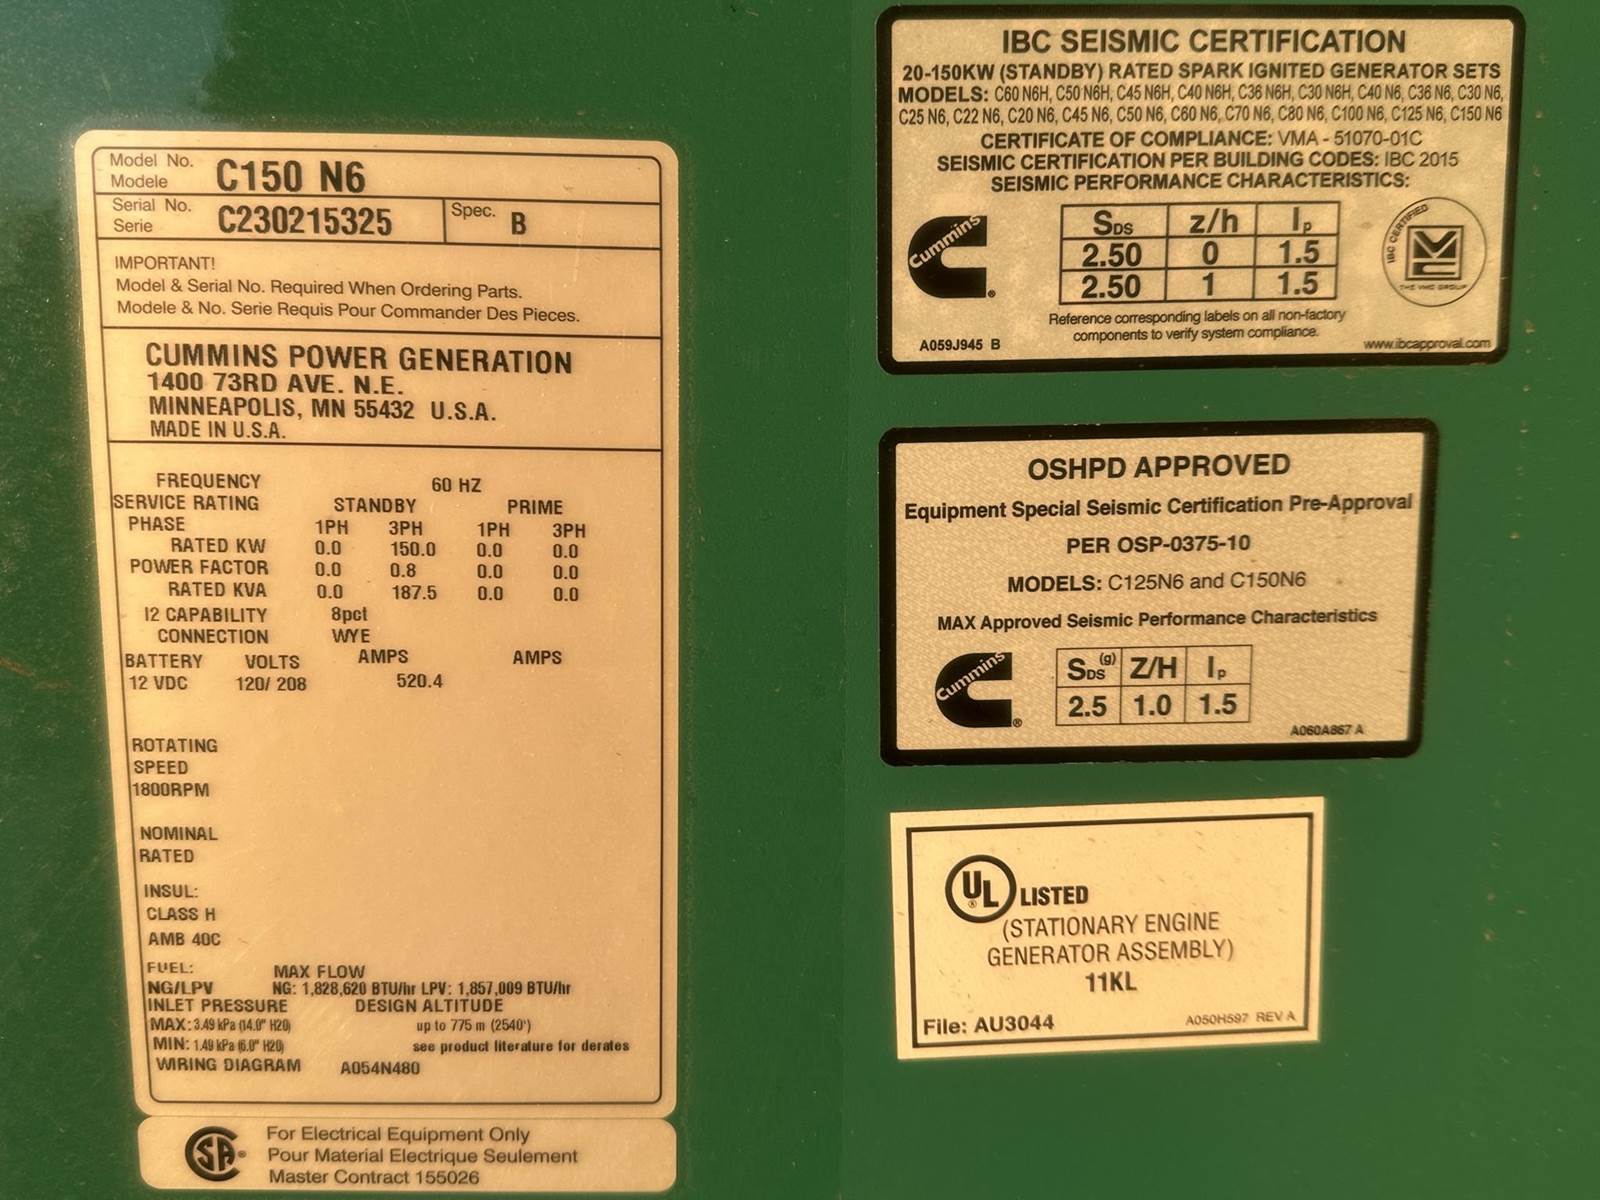 Model No.
Modele
C150 N6
Serial No.
Serie
C230215325
Spec. B
IMPORTANT!
Model & Serial No. Required When Ordering Parts.
Modele & No. Serie Requis Pour Commander Des Pieces.
CUMMINS POWER GENERATION
1400 73RD AVE. N.E.
MINNEAPOLIS, MN 55432 U.S.A.
MADE IN U.S.A.
FREQUENCY 60 HZ
SERVICE RATING STANDBY PRIME
PHASE 1PH 3PH 1PH 3PH
RATED KW 0.0 150.0 0.0 0.0
POWER FACTOR 0.0 0.8 0.0 0.0
RATED KVA 0.0 187.5 0.0 0.0
I2 CAPABILITY 8pct
CONNECTION WYE
BATTERY VOLTS AMPS AMPS
12 VDC 120/ 208 520.4
ROTATING
SPEED
1800RPM
NOMINAL
RATED
INSUL:
CLASS H
AMB 40C
FUEL: MAX FLOW
NG/LPV NG: 1,828,620 BTU/hr LPV: 1,857,009 BTU/hr
INLET PRESSURE DESIGN ALTITUDE
MAX: 3.49 kPa (14.0" H2O) up to 775 m (2540')
MIN: 1.49 kPa (6.0" H2O) see product literature for derates
WIRING DIAGRAM A054N480
SA®
For Electrical Equipment Only
Pour Material Electrique Seulement
Master Contract 155026
IBC SEISMIC CERTIFICATION
20-150KW (STANDBY) RATED SPARK IGNITED GENERATOR SETS
MODELS: C60 N6H, C50 N6H, C45 N6H, C40 N6H, C36 N6H, C30 N6H, C40 N6, C36 N6, C30 N6,
C25 N6, C22 N6, C20 N6, C45 N6, C50 N6, C60 N6, C70 N6, C80 N6, C100 N6, C125 N6, C150 N6
CERTIFICATE OF COMPLIANCE: VMA - 51070-01C
SEISMIC CERTIFICATION PER BUILDING CODES: IBC 2015
SEISMIC PERFORMANCE CHARACTERISTICS:
Cummins ®
SDS z/h Ip
2.50 0 1.5
2.50 1 1.5
IBC CERTIFIED
VMC
THE VMC GROUP
Reference corresponding labels on all non-factory
components to verify system compliance.
A059J945 B
www.ibcapproval.com
OSHPD APPROVED
Equipment Special Seismic Certification Pre-Approval
PER OSP-0375-10
MODELS: C125N6 and C150N6
MAX Approved Seismic Performance Characteristics
Cummins ®
SDS (g) Z/H Ip
2.5 1.0 1.5
A060A867 A
UL ® LISTED
(STATIONARY ENGINE
GENERATOR ASSEMBLY)
11KL
File: AU3044
A050H597 REV A